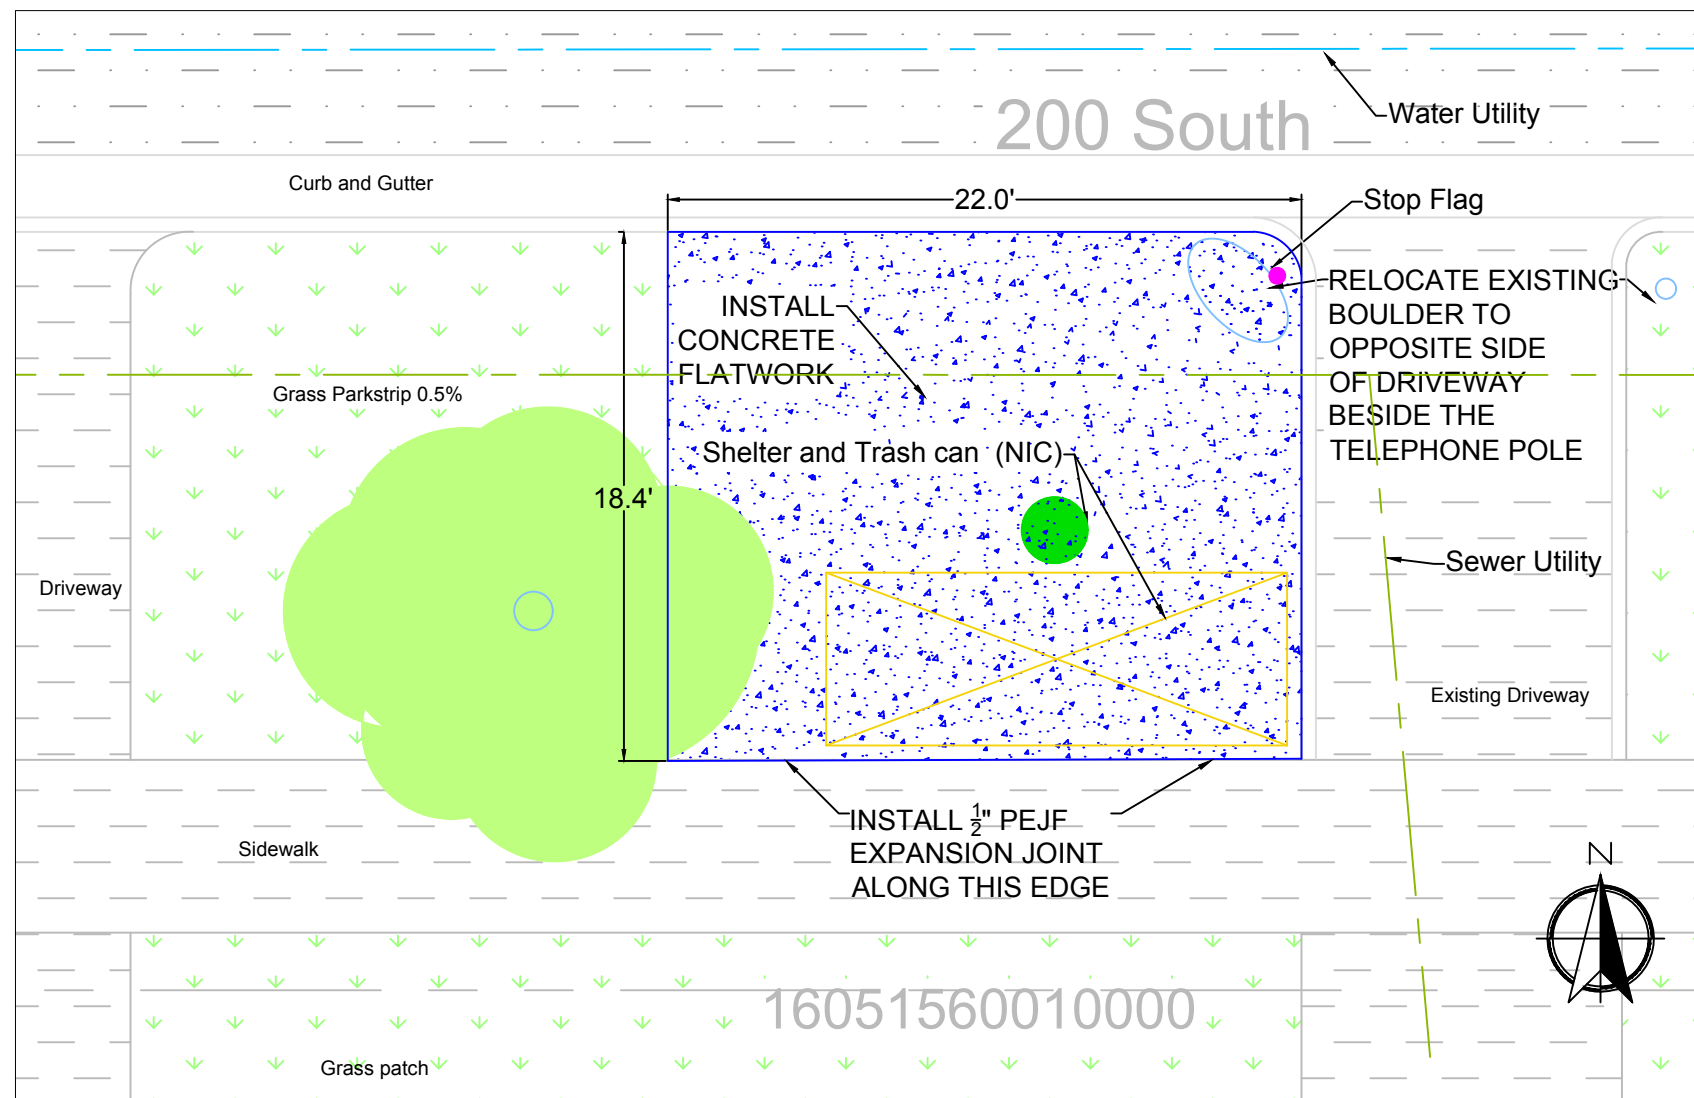 200 South
Water Utility
Curb and Gutter
22.0'
Stop Flag
INSTALL
CONCRETE
FLATWORK
RELOCATE EXISTING
BOULDER TO
OPPOSITE SIDE
OF DRIVEWAY
BESIDE THE
TELEPHONE POLE
Grass Parkstrip 0.5%
Shelter and Trash can (NIC)
18.4'
Sewer Utility
Driveway
Existing Driveway
INSTALL 1/2" PEJF
EXPANSION JOINT
ALONG THIS EDGE
Sidewalk
N
16051560010000
Grass patch